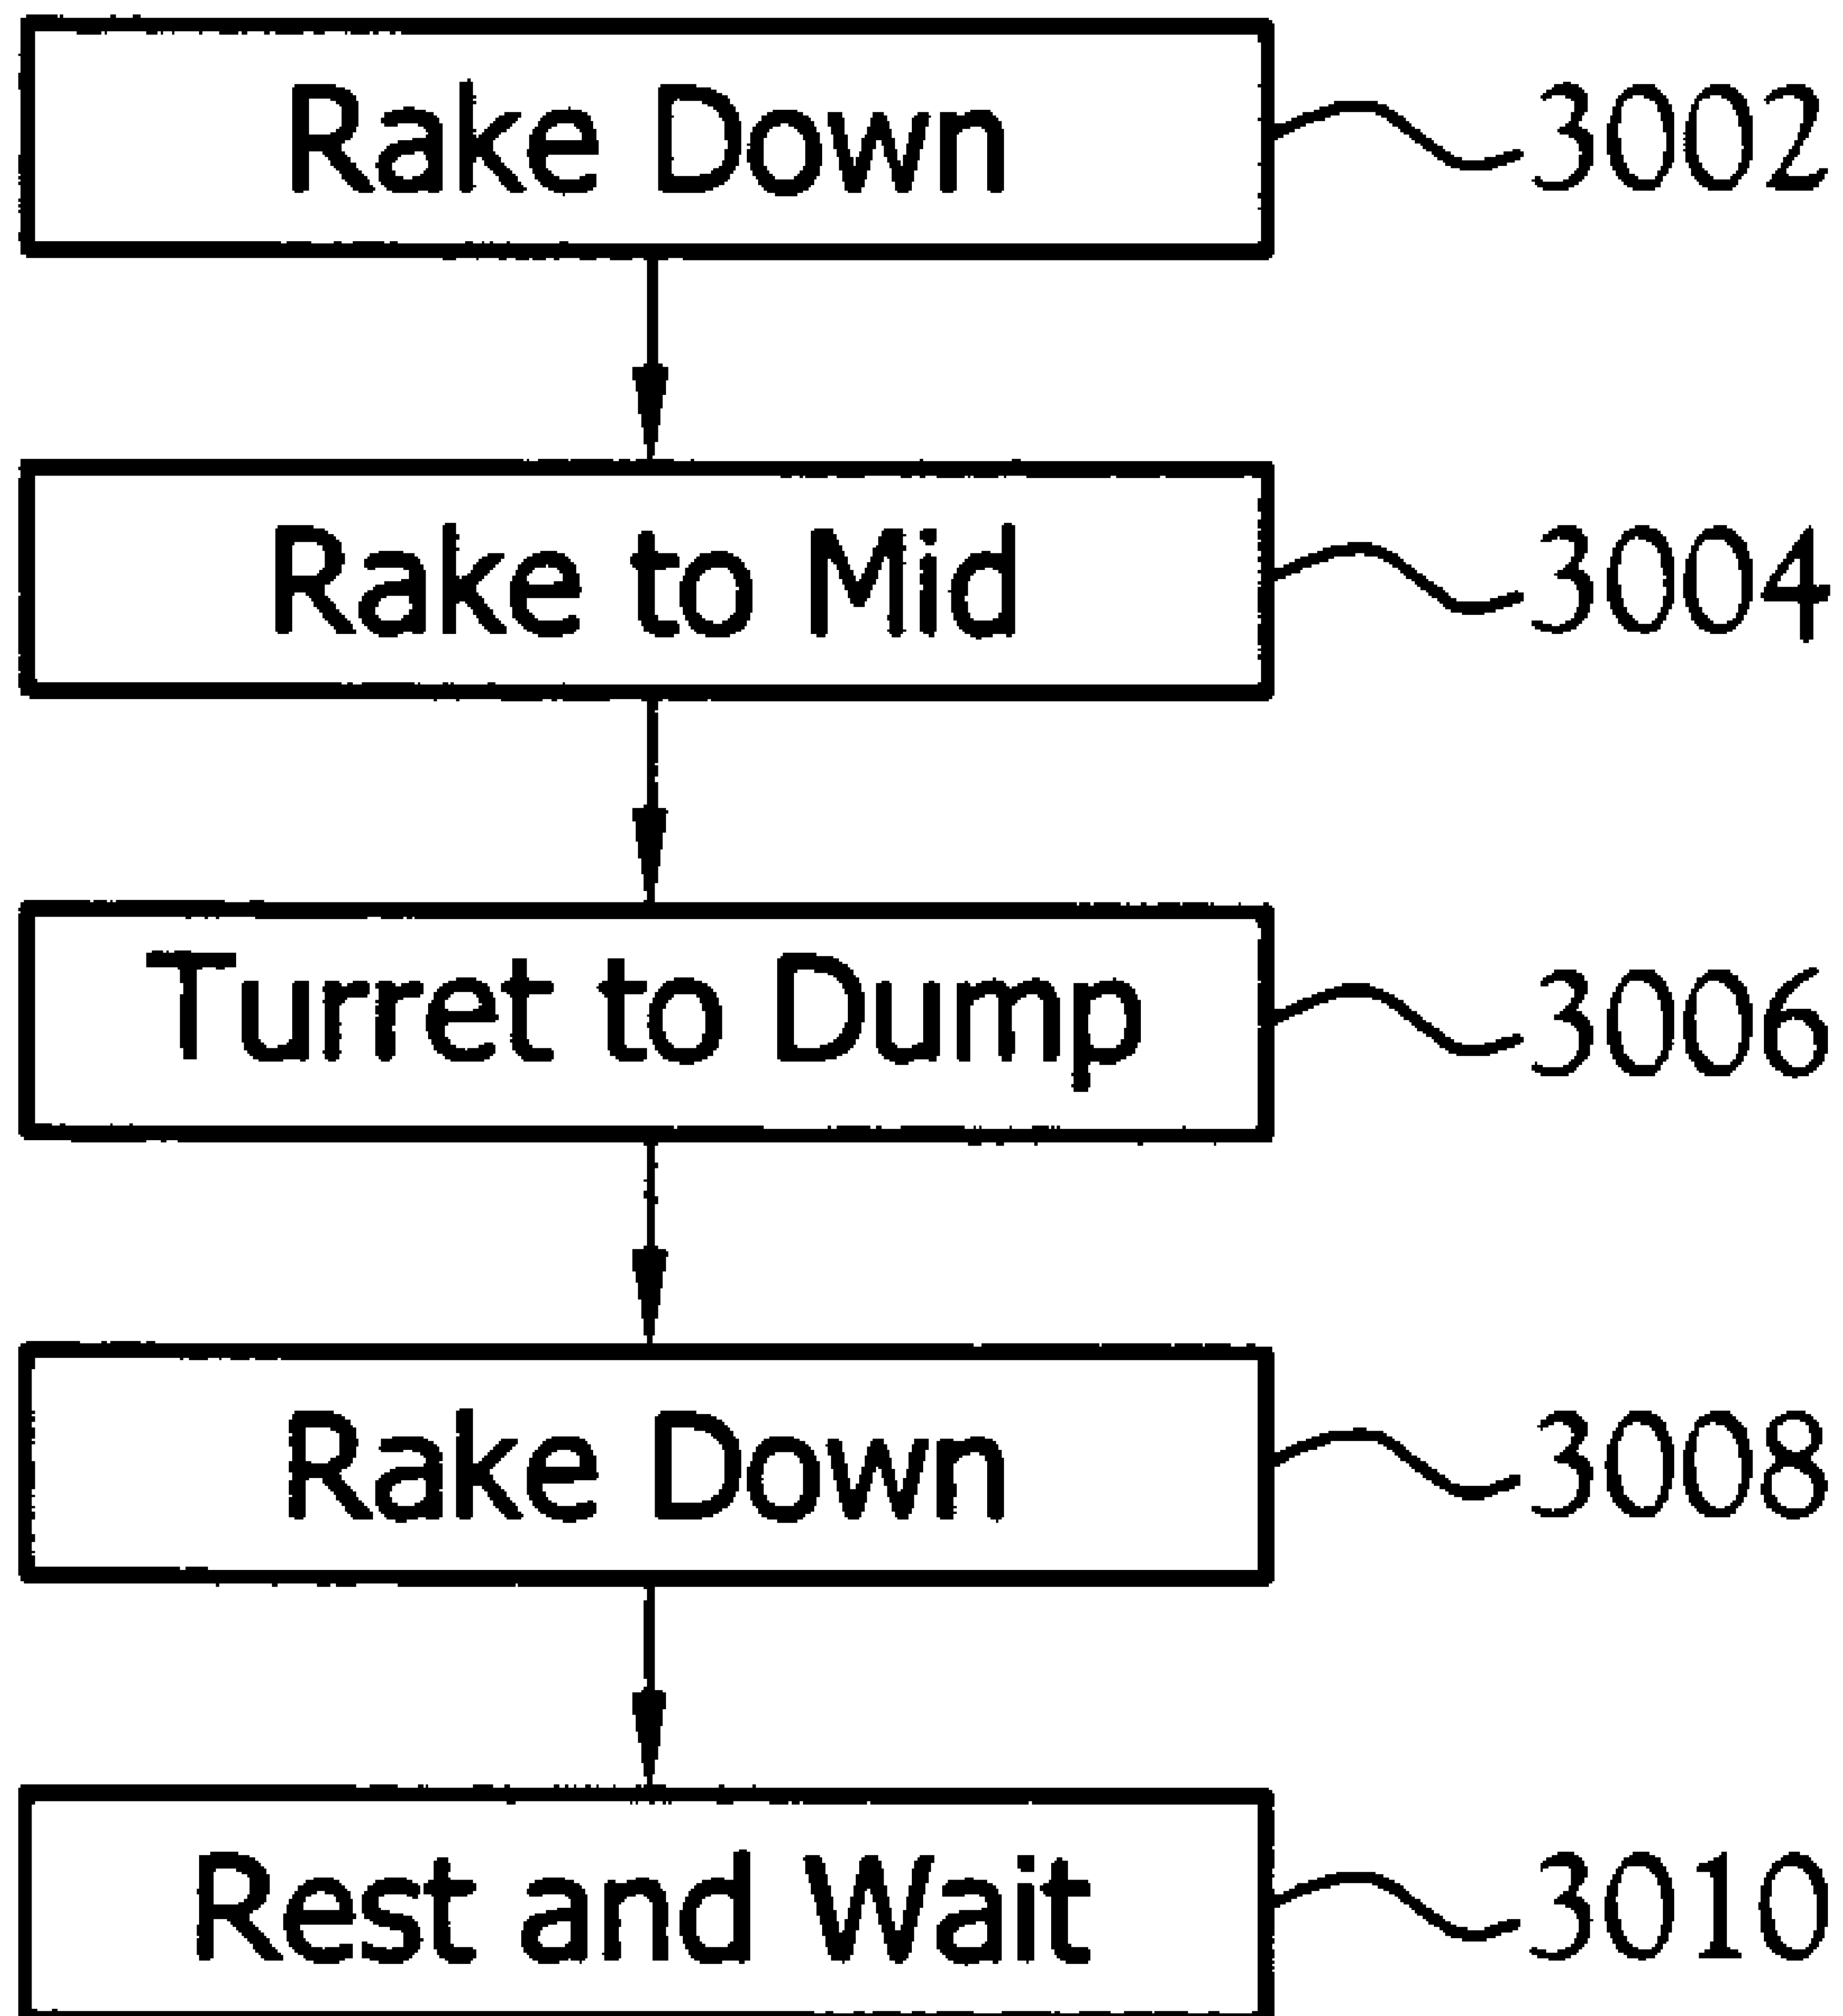 Rake Down 3002
Rake to Mid 3004
Turret to Dump 3006
Rake Down 3008
Rest and Wait 3010